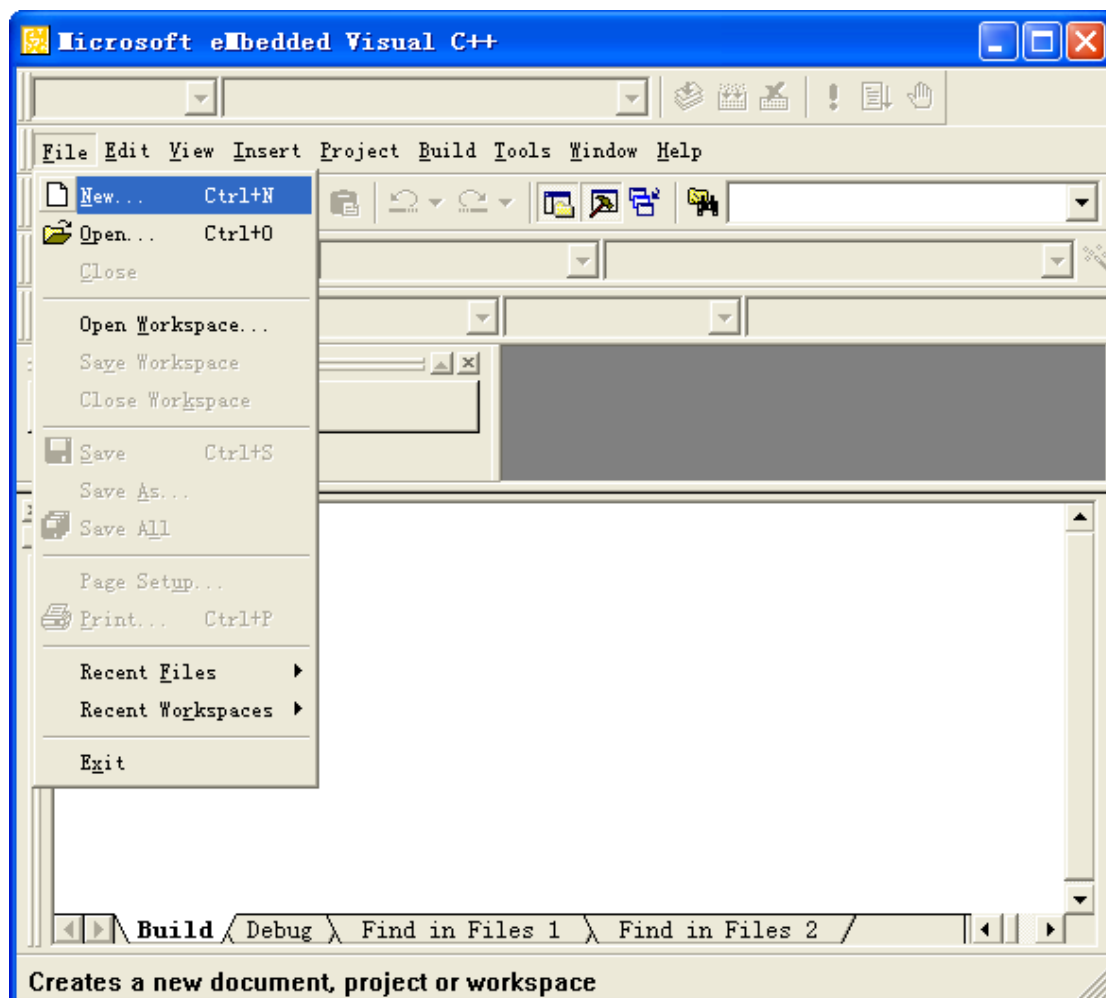 Microsoft eMbedded Visual C++
File Edit View Insert Project Build Tools Window Help
New... Ctrl+N
Open... Ctrl+O
Close
Open Workspace...
Save Workspace
Close Workspace
Save Ctrl+S
Save As...
Save All
Page Setup...
Print... Ctrl+P
Recent Files
Recent Workspaces
Exit
Build Debug Find in Files 1 Find in Files 2
Creates a new document, project or workspace